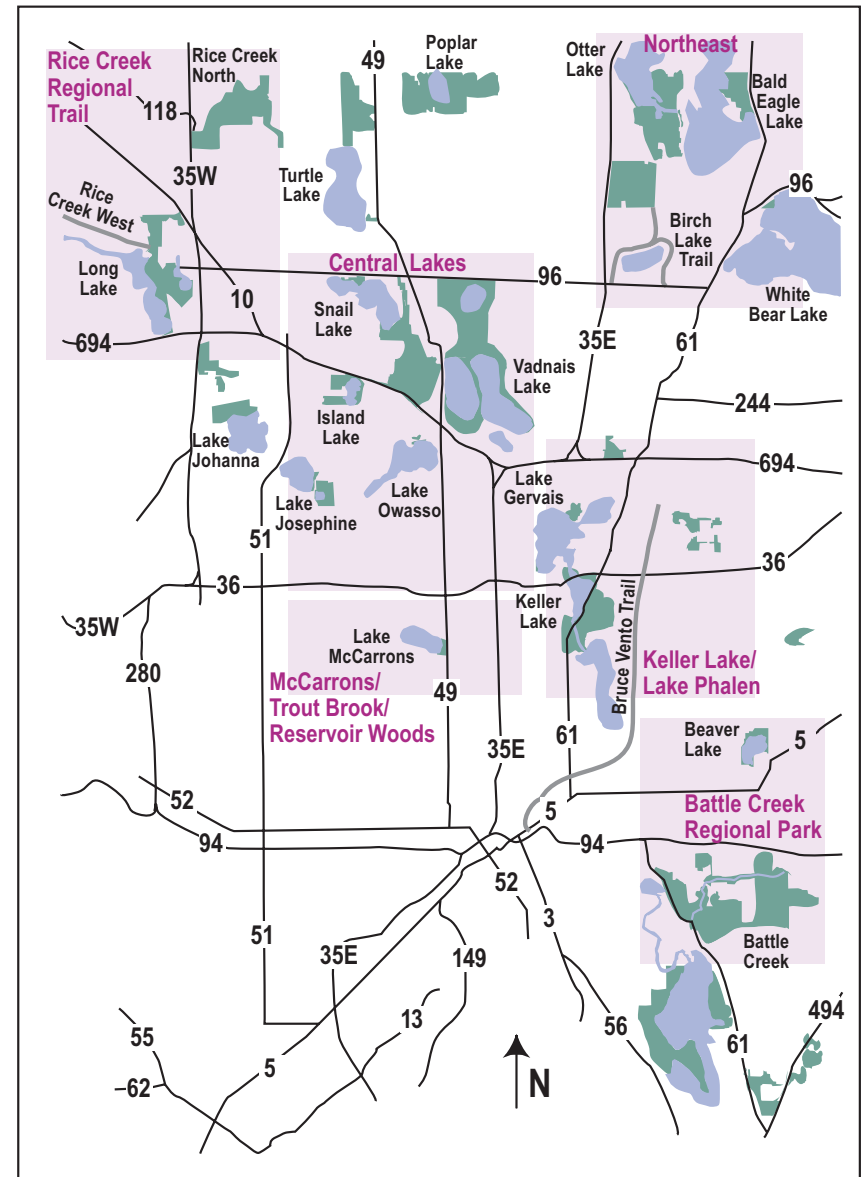 Rice Creek
Regional
Trail
Rice Creek
North
49
Poplar
Lake
Otter
Lake
Northeast
Bald
Eagle
Lake
118
35W
Turtle
Lake
96
Rice
Creek West
Birch
Lake
Trail
Long
Lake
Central Lakes
96
10
Snail
Lake
White
Bear Lake
694
35E
61
Vadnais
Lake
Island
Lake
244
Lake
Johanna
694
Lake
Gervais
Lake
Josephine
Lake
Owasso
51
36
36
Keller
Lake
Bruce Vento Trail
35W
Lake
McCarrons
280
McCarrons/
Trout Brook/
Reservoir Woods
49
Keller Lake/
Lake Phalen
35E
61
Beaver
Lake
5
52
5
Battle Creek
Regional Park
94
94
52
3
51
35E
149
Battle
Creek
13
56
494
55
61
5
62
N